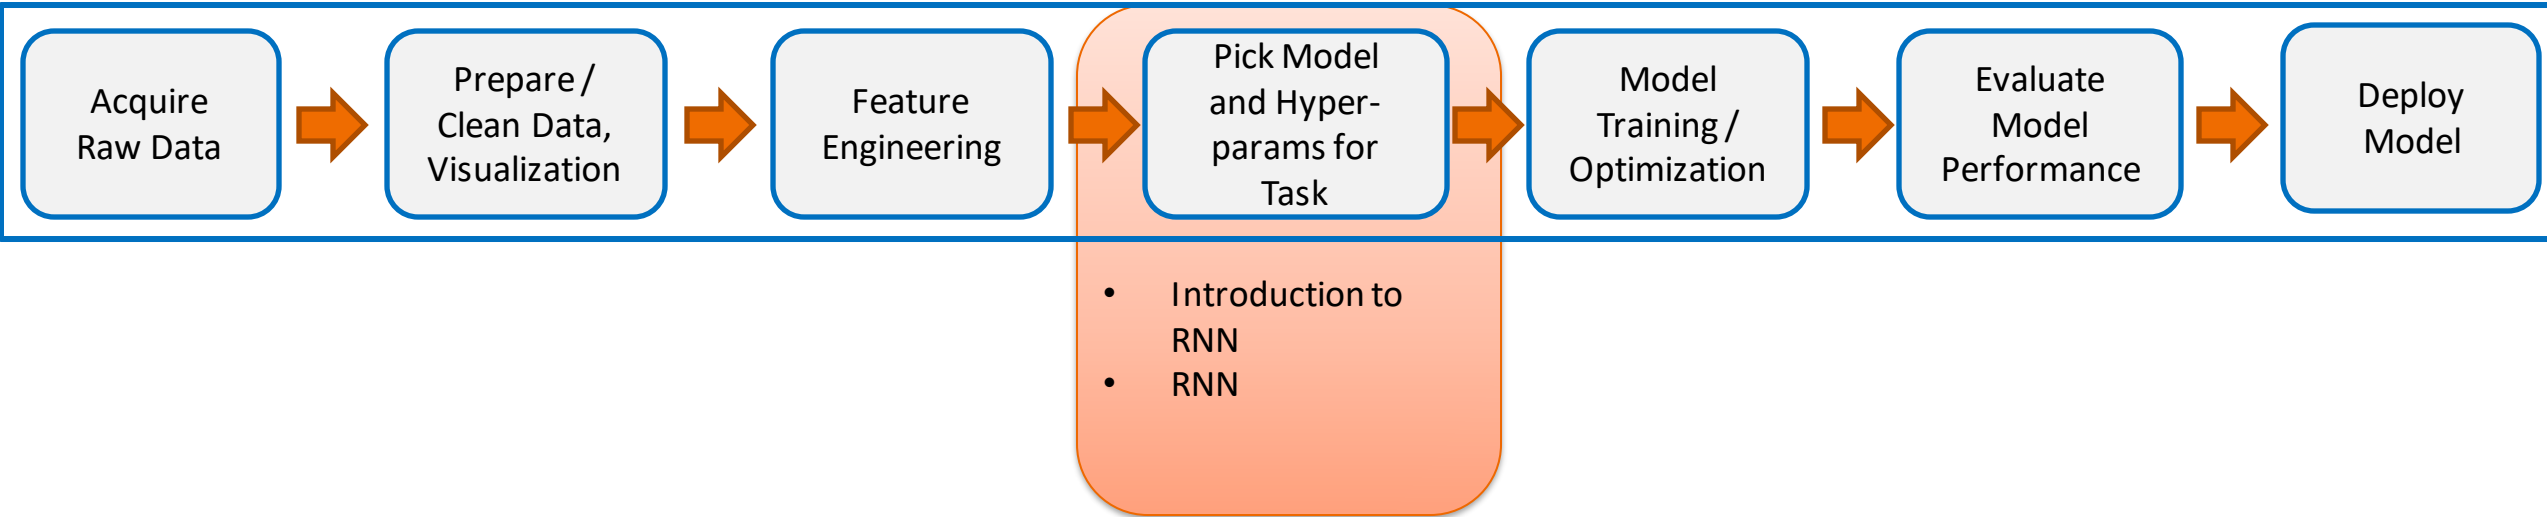 Acquire
Raw Data
Prepare /
Clean Data,
Visualization
Feature
Engineering
Pick Model
and Hyper-
params for
Task
Model
Training /
Optimization
Evaluate
Model
Performance
Deploy
Model
• Introduction to
RNN
• RNN